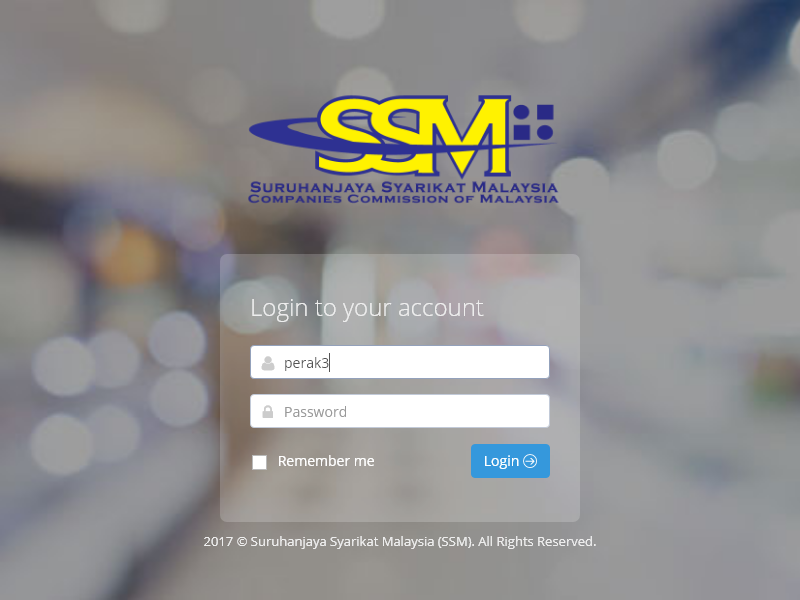 SSM
SURUHANJAYA SYARIKAT MALAYSIA
COMPANIES COMMISSION OF MALAYSIA
Login to your account
perak3
Password
Remember me
Login
2017 © Suruhanjaya Syarikat Malaysia (SSM). All Rights Reserved.